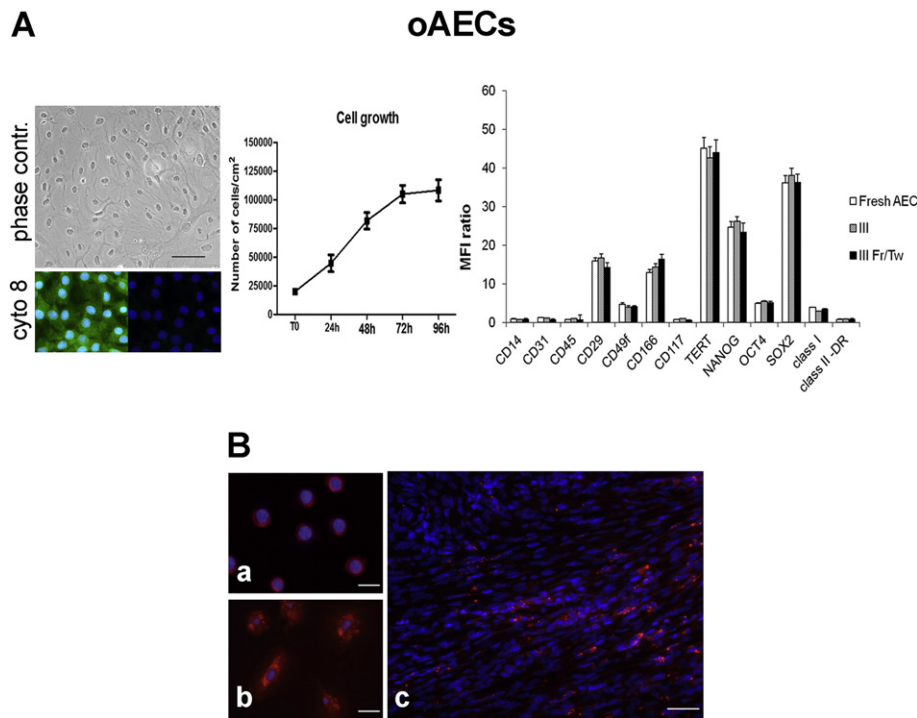 A
oAECs
phase contr.
cyto 8
Cell growth
Number of cells/cm²
150000
125000
100000
75000
50000
25000
0
T0
24h
48h
72h
96h
MFI ratio
60
50
40
30
20
10
0
CD14
CD31
CD45
CD29
CD49f
CD166
CD117
TERT
NANOG
OCT4
SOX2
class I
class II -DR
Fresh AEC
III
III Fr/Tw
B
a
b
c